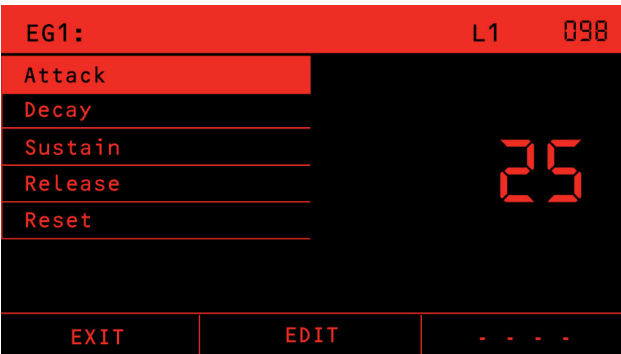 EG1: L1 098
Attack
Decay
Sustain
25
Release
Reset
EXIT EDIT - - - -